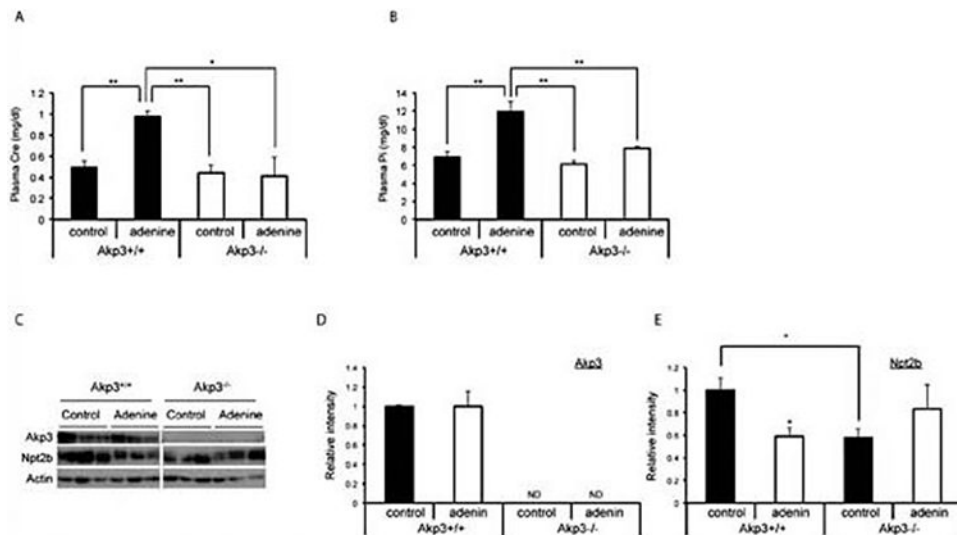 A
B
**
**
*
Plasma Cre (mg/dl)
1.2
1
0.8
0.6
0.4
0.2
0
control
adenine
control
adenine
Akp3+/+
Akp3-/-
**
**
**
Plasma Pi (mg/dl)
14
12
10
8
6
4
2
0
control
adenine
control
adenine
Akp3+/+
Akp3-/-
C
Akp3+/+
Akp3-/-
Control
Adenine
Control
Adenine
Akp3
Npt2b
Actin
D
Akp3
Relative intensity
1.4
1.2
1
0.8
0.6
0.4
0.2
0
ND
ND
control
adenin
control
adenin
Akp3+/+
Akp3-/-
E
Npt2b
*
*
Relative intensity
1.4
1.2
1
0.8
0.6
0.4
0.2
0
control
adenin
control
adenin
Akp3+/+
Akp3-/-